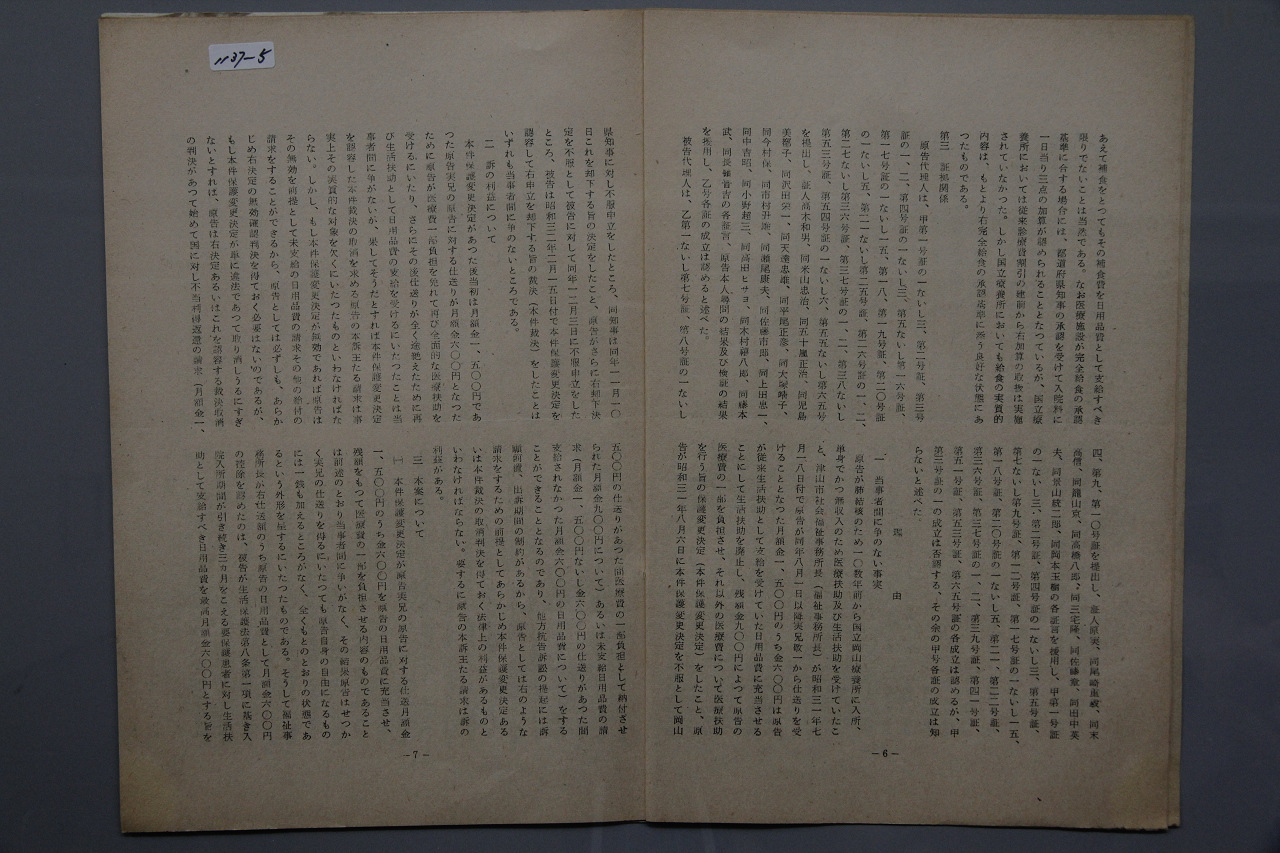 1137-5
あえて補食をとつてもその補食費を日用品費として支給すべき
限りでないことは当然である。なお医療施設が完全給食の承認
基準に合する場合には、都道府県知事の承認を受けて入院料に
一日当り三点の加算が認められることとなつているが、国立療
養所においては従来診療費割引の建前から右加算の取扱は実施
されていなかつた。しかし国立療養所においても給食の実質的
内容は、もとより右完全給食の承認基準に添う良好な状態にあ
つたものである。
第三 証拠関係
原告代理人は、甲第一号証の一ないし三、第二号証、第三号
証の一、二、第四号証の一ないし三、第五ないし第一六号証、
第一七号証の一ないし一五、第一八、第一九号証、第二〇号証
の一ないし五、第二一ないし第二五号証、第二六号証の一、二、
第二七ないし第三六号証、第三七号証の一、二、第三八ないし
第五三号証、第五四号証の一ないし六、第五五ないし第六五号
を提出し、証人高木和男、同米山忠治、同五十嵐正治、同児島
美都子、同沢田栄一、同天達忠雄、同平尾正彦、同大塚晴子、
同今村保、同市村丑雄、同瀬尾康夫、同佐藤市郎、同上田忠一、
同中吉昭、同小野超三、同高田ヒサヨ、同木村穂八郎、同藤本
武、同長
の各証言、原告本人尋問の結果及び検証の結果
を援用し、乙号各証の成立は認めると述べた。
被告代理人は、乙第一ないし第七号証、第八号証の一ないし
四、第九、第一〇号証を提出し、証人原実、同尾崎重毅、同末
高信、同
山京、同高橋八郎、同三宅隆、同佐藤
、同田中英
夫、同景山統二郎、同岡本玉
の各証言を援用し、甲第一号証
の一ないし三、第二号証、第四号証の一ないし三、第五号証、
第七ないし第九号証、第一二号証、第一七号証の一ないし一五、
第一八号証、第二〇号証の一ないし五、第二一、第二二号証、
第三六号証、第三七号証の一、二、第三九号証、第四一号証、
第五一号証、第五三号証、第六五号証の各成立は認めるが、甲
第三号証の一の成立は否認する、その余の甲号各証の成立は知
らないと述べた
理 由
一 当事者間に争のない事実
原告が肺結核のため一〇数年前から国立岡山療養所に入所、
単身でかつ無収入のため医療扶助及び生活扶助を受けていたこ
と、津山市社会福祉事務所長（福祉事務所長）が昭和三一年七
月一八日付で原告が同年八月一日以降実兄敬一から仕送りを受
けることとなつた月額金一、五〇〇円のうち金六〇〇円は原告
が従来生活扶助として支給を受けていた日用品費に充当させる
ことにして生活扶助を廃止し、残額金九〇〇円によつて原告の
医療費の一部を負担させ、それ以外の医療費について医療扶助
を行う旨の保護変更決定（本件保護変更決定）をしたこと、原
告が昭和三一年八月六日に本件保護変更決定を不服として岡山
—6—
県知事に対し不服申立をしたところ、同知事は同年一一月一〇
日これを却下する旨の決定をしたこと、原告がさらに右却下決
定を不服として被告に対して同年一二月三日に不服申立をした
ところ、被告は昭和三二年二月一五日付で本件保護変更決定を
認容して右申立を却下する旨の裁決（本件裁決）をしたことは
いずれも当事者間に争のないところである。
二 訴の利益について
本件保護変更決定があつた後当初は月額金一、五〇〇円であ
つた原告実兄の原告に対する仕送りが月額金六〇〇円となつた
ために原告が医療費一部負担を免れて再び全面的な医療扶助を
受けるにいたり、さらにその後仕送りが全く途絶えたために再
び生活扶助として日用品費の支給を受けるにいたつたことは当
事者間に争がないが、果してそうだとすれば本件保護変更決定
を認容した本件裁決の取消を求める原告の本訴主たる請求は事
実上その実質的な対象を欠くにいたつたものといわなければな
らない。しかし、もし本件保護変更決定が無効であれば原告は
その無効を前提として未支給の日用品費の請求その他の給付の
請求をすることができるから、原告としては必ずしも、あらか
じめ右決定の無効確認判決を得ておく必要はないのであるが、
もし本件保護変更決定が単に違法であつて取り消しうるにすぎ
ないとすれば、原告は右決定あるいはこれを認容する裁決取消
の判決があつて始めて国に対し不当利得返還の請求（月額金一、
五〇〇円の仕送りがあつた間医療費の一部負担として納付させ
られた月額金九〇〇円について）あるいは未支給日用品費の請
求（月額金一、五〇〇円ないし金六〇〇円の仕送りがあつた間
支給されなかつた月額金六〇〇円の日用品費について）をする
ことができることとなるのであり、他方抗告訴訟の提起には訴
願前置、出訴期間の制約があるから、原告としては右のような
請求をするための前提としてあらかじめ本件保護変更決定ある
いは本件裁決の取消判決を得ておく法律上の利益があるものと
いわなければならない。要するに原告の本訴主たる請求は訴の
利益がある。
三 本案について
㈠ 本件保護変更決定が原告実兄の原告に対する仕送月額金
一、五〇〇円のうち金六〇〇円を原告の日用品費に充当させ、
残額をもつて医療費の一部を負担させる内容のものであること
は前述のとおり当事者間に争いがなく、その結果原告はせつか
く実兄の仕送りを得るにいたつても原告自身の自由になるもの
には一銭も加えるところがなく、全くもとのとおりの状態であ
るという外形を呈するにいたつたものである。そうして福祉事
務所長が右仕送額のうち原告の日用品費として月額金六〇〇円
の控除を認めたのは、被告が生活保護法第八条第一項に基き入
院入所期間が引き続き三カ月をこえる要保護患者に対し生活扶
助として支給すべき日用品費を最高月額金六〇〇円とする旨を
—7—